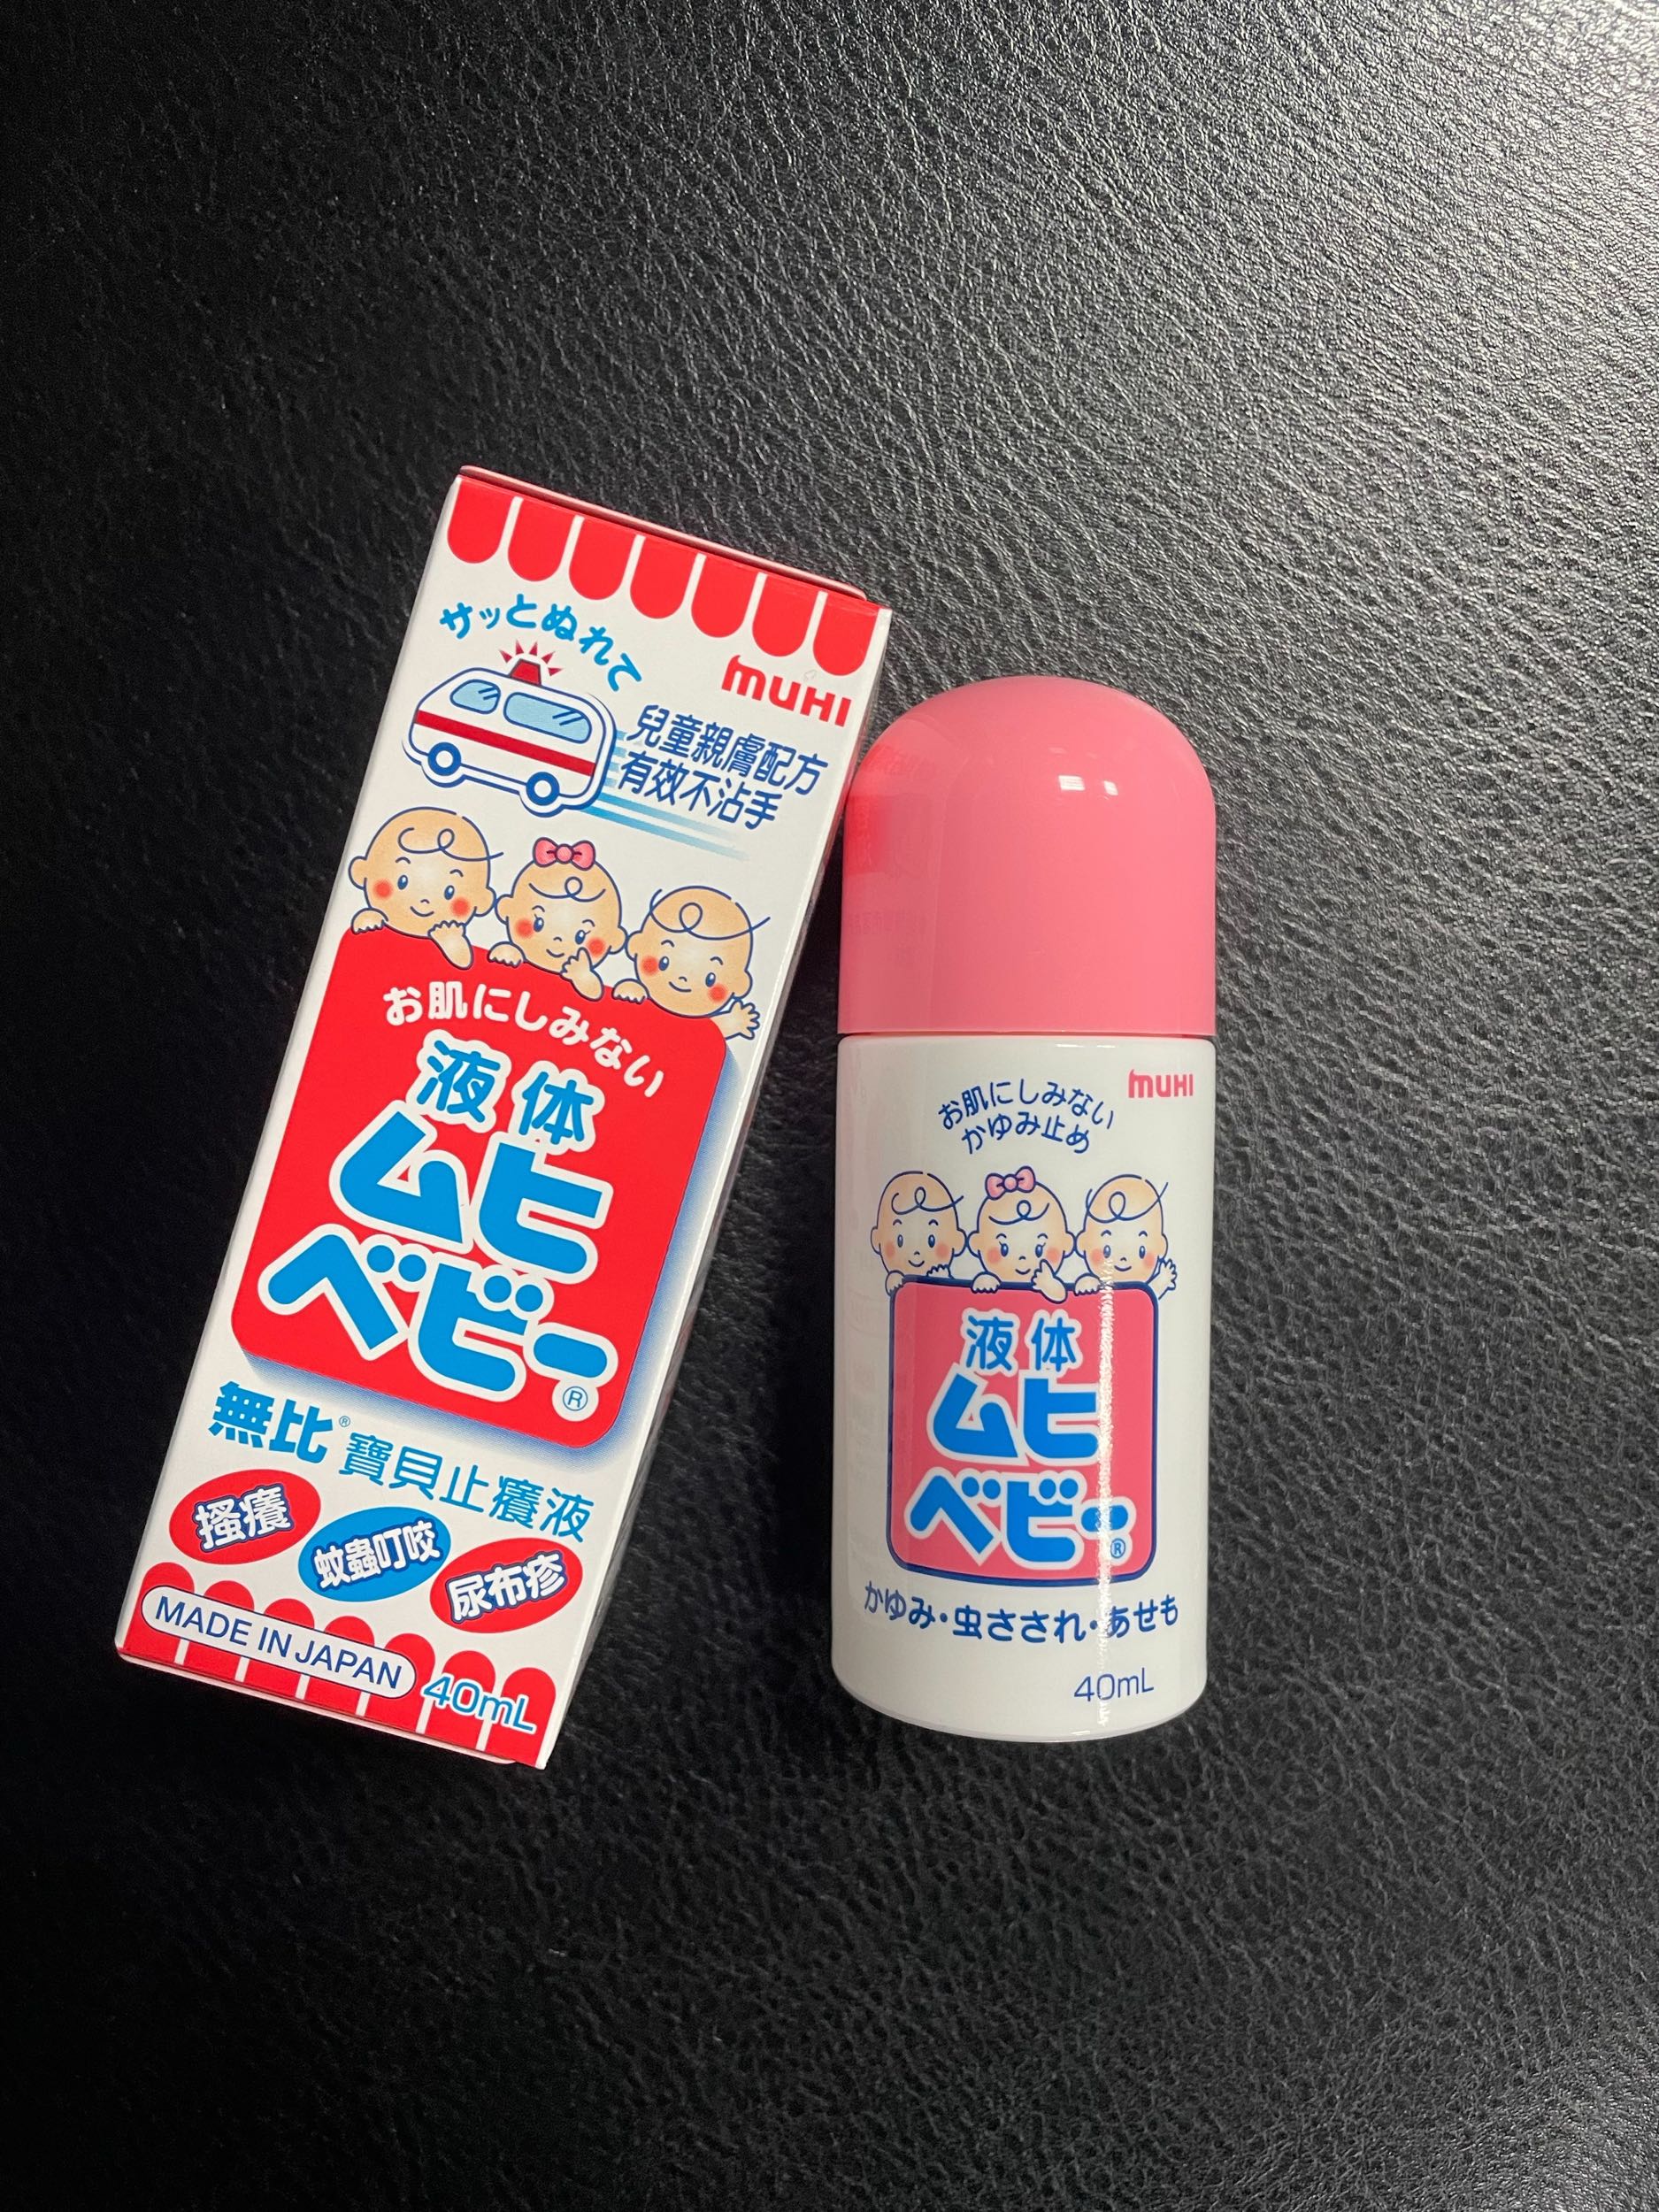 サッとぬれて
MUHI
兒童親膚配方
有效不沾手
お肌にしみない
液体
ムヒ
ベビー®
無比®寶貝止癢液
搔癢
蚊蟲叮咬
尿布疹
MADE IN JAPAN
40mL
MUHI
お肌にしみない
かゆみ止め
液体
ムヒ
ベビー®
かゆみ・虫さされ・あせも
40mL